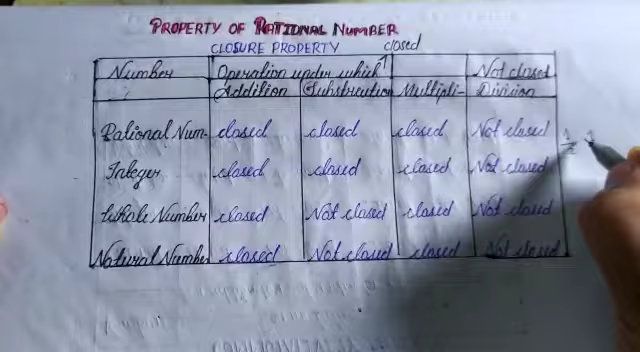 PROPERTY OF RATIONAL NUMBER
CLOSURE PROPERTY closed
Number Operation under which Not closed
Addition Substraction Multipli- Division
Rational Num- closed closed closed Not closed
Integer closed closed closed Not closed
Whole Number closed Not closed closed Not closed
Natural Number closed Not closed closed Not closed